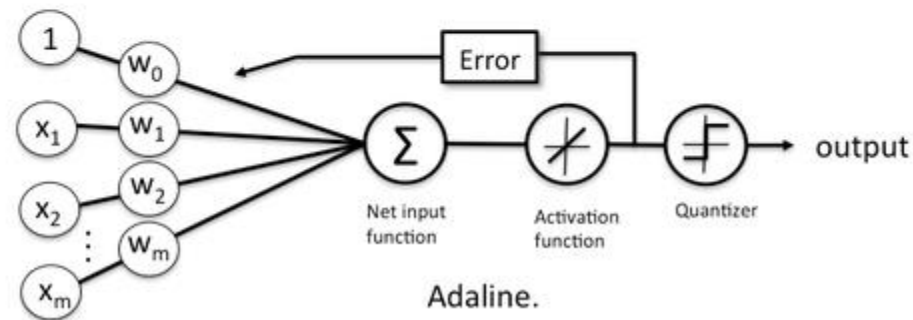 1
w0
Error
x1
w1
Σ
output
x2
w2
Net input
function
Activation
function
Quantizer
⋮
wm
xm
Adaline.